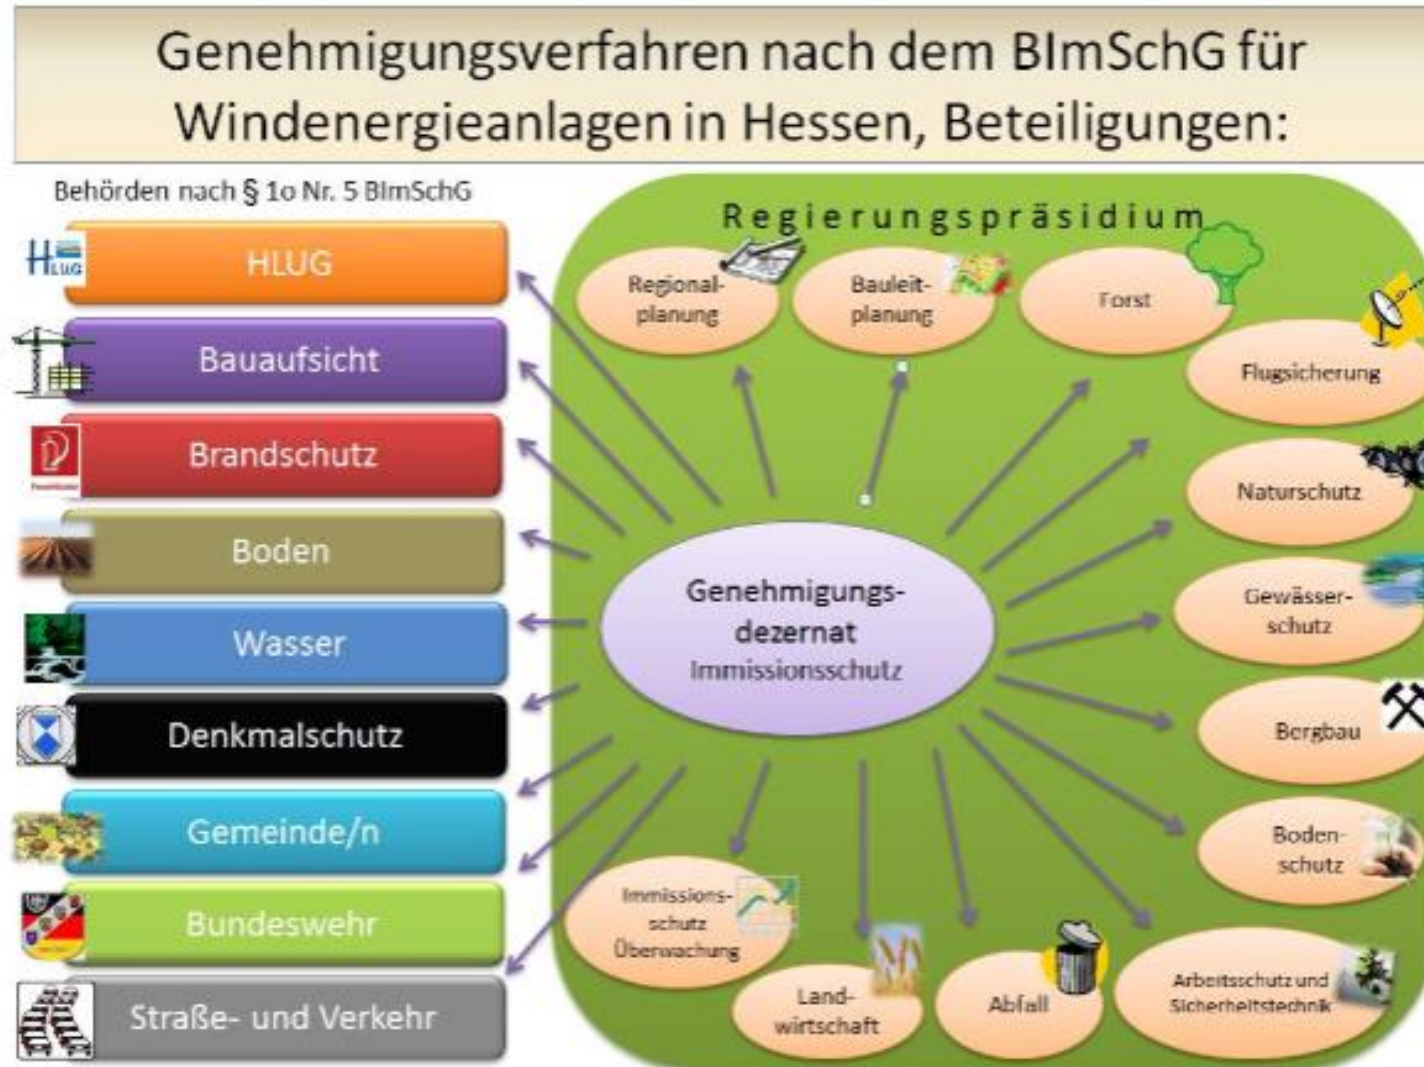 Genehmigungsverfahren nach dem BImSchG für
Windenergieanlagen in Hessen, Beteiligungen:
Behörden nach § 1o Nr. 5 BImSchG
HLUG
HLUG
Bauaufsicht
Brandschutz
Boden
Wasser
Denkmalschutz
Gemeinde/n
Bundeswehr
Straße- und Verkehr
Regierungspräsidium
Regional-
planung
Bauleit-
planung
Forst
Flugsicherung
Naturschutz
Gewässer-
schutz
Bergbau
Boden-
schutz
Arbeitsschutz und
Sicherheitstechnik
Abfall
Land-
wirtschaft
Immissions-
schutz
Überwachung
Genehmigungs-
dezernat
Immissionsschutz